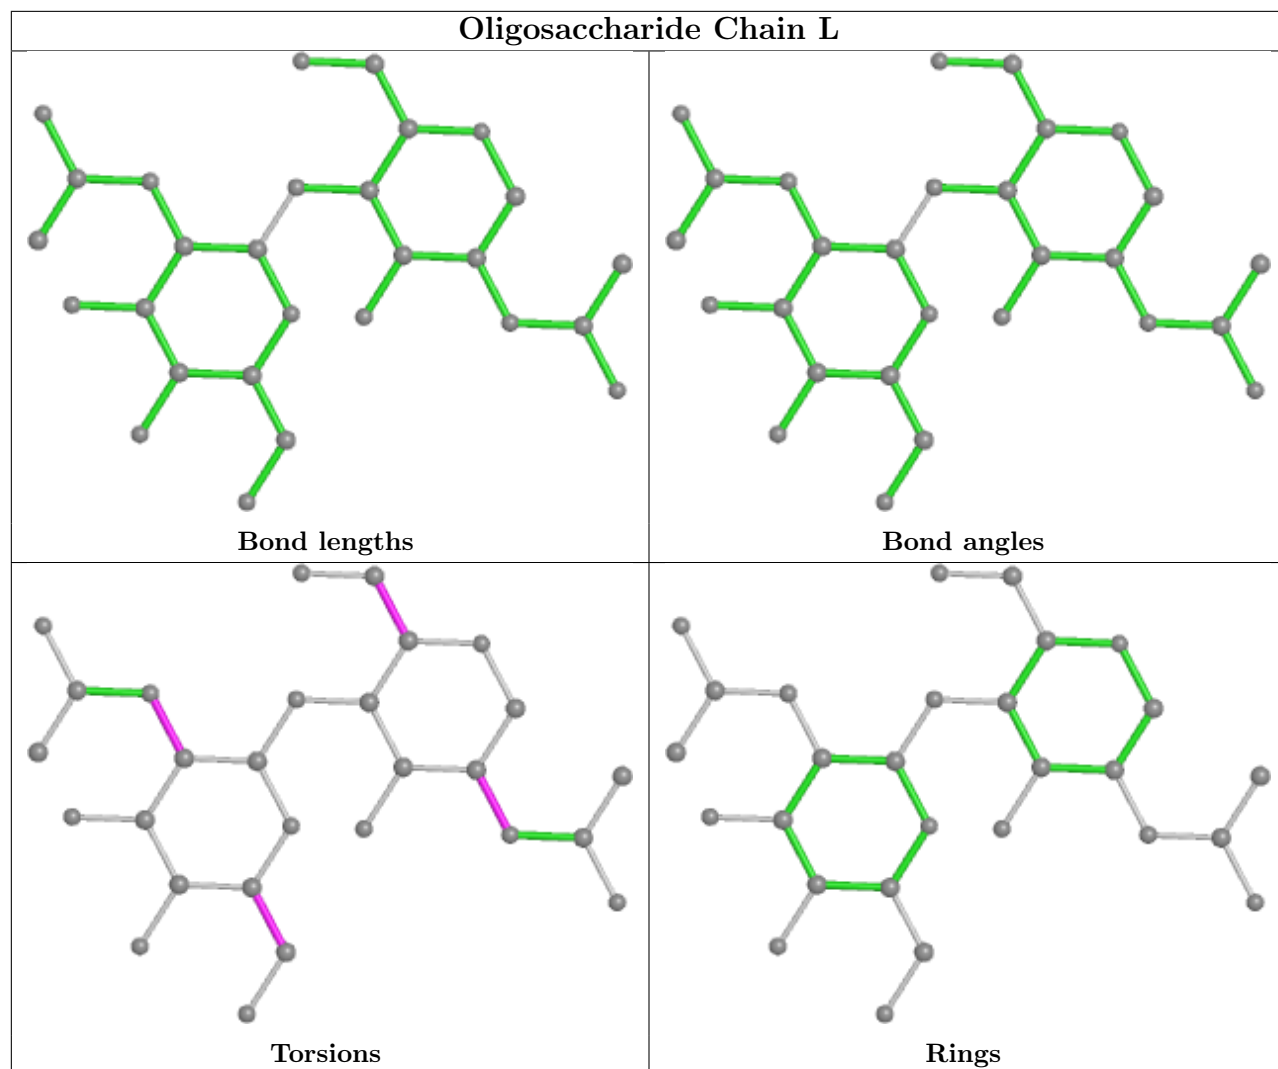 Oligosaccharide Chain L
Bond lengths
Bond angles
Torsions
Rings